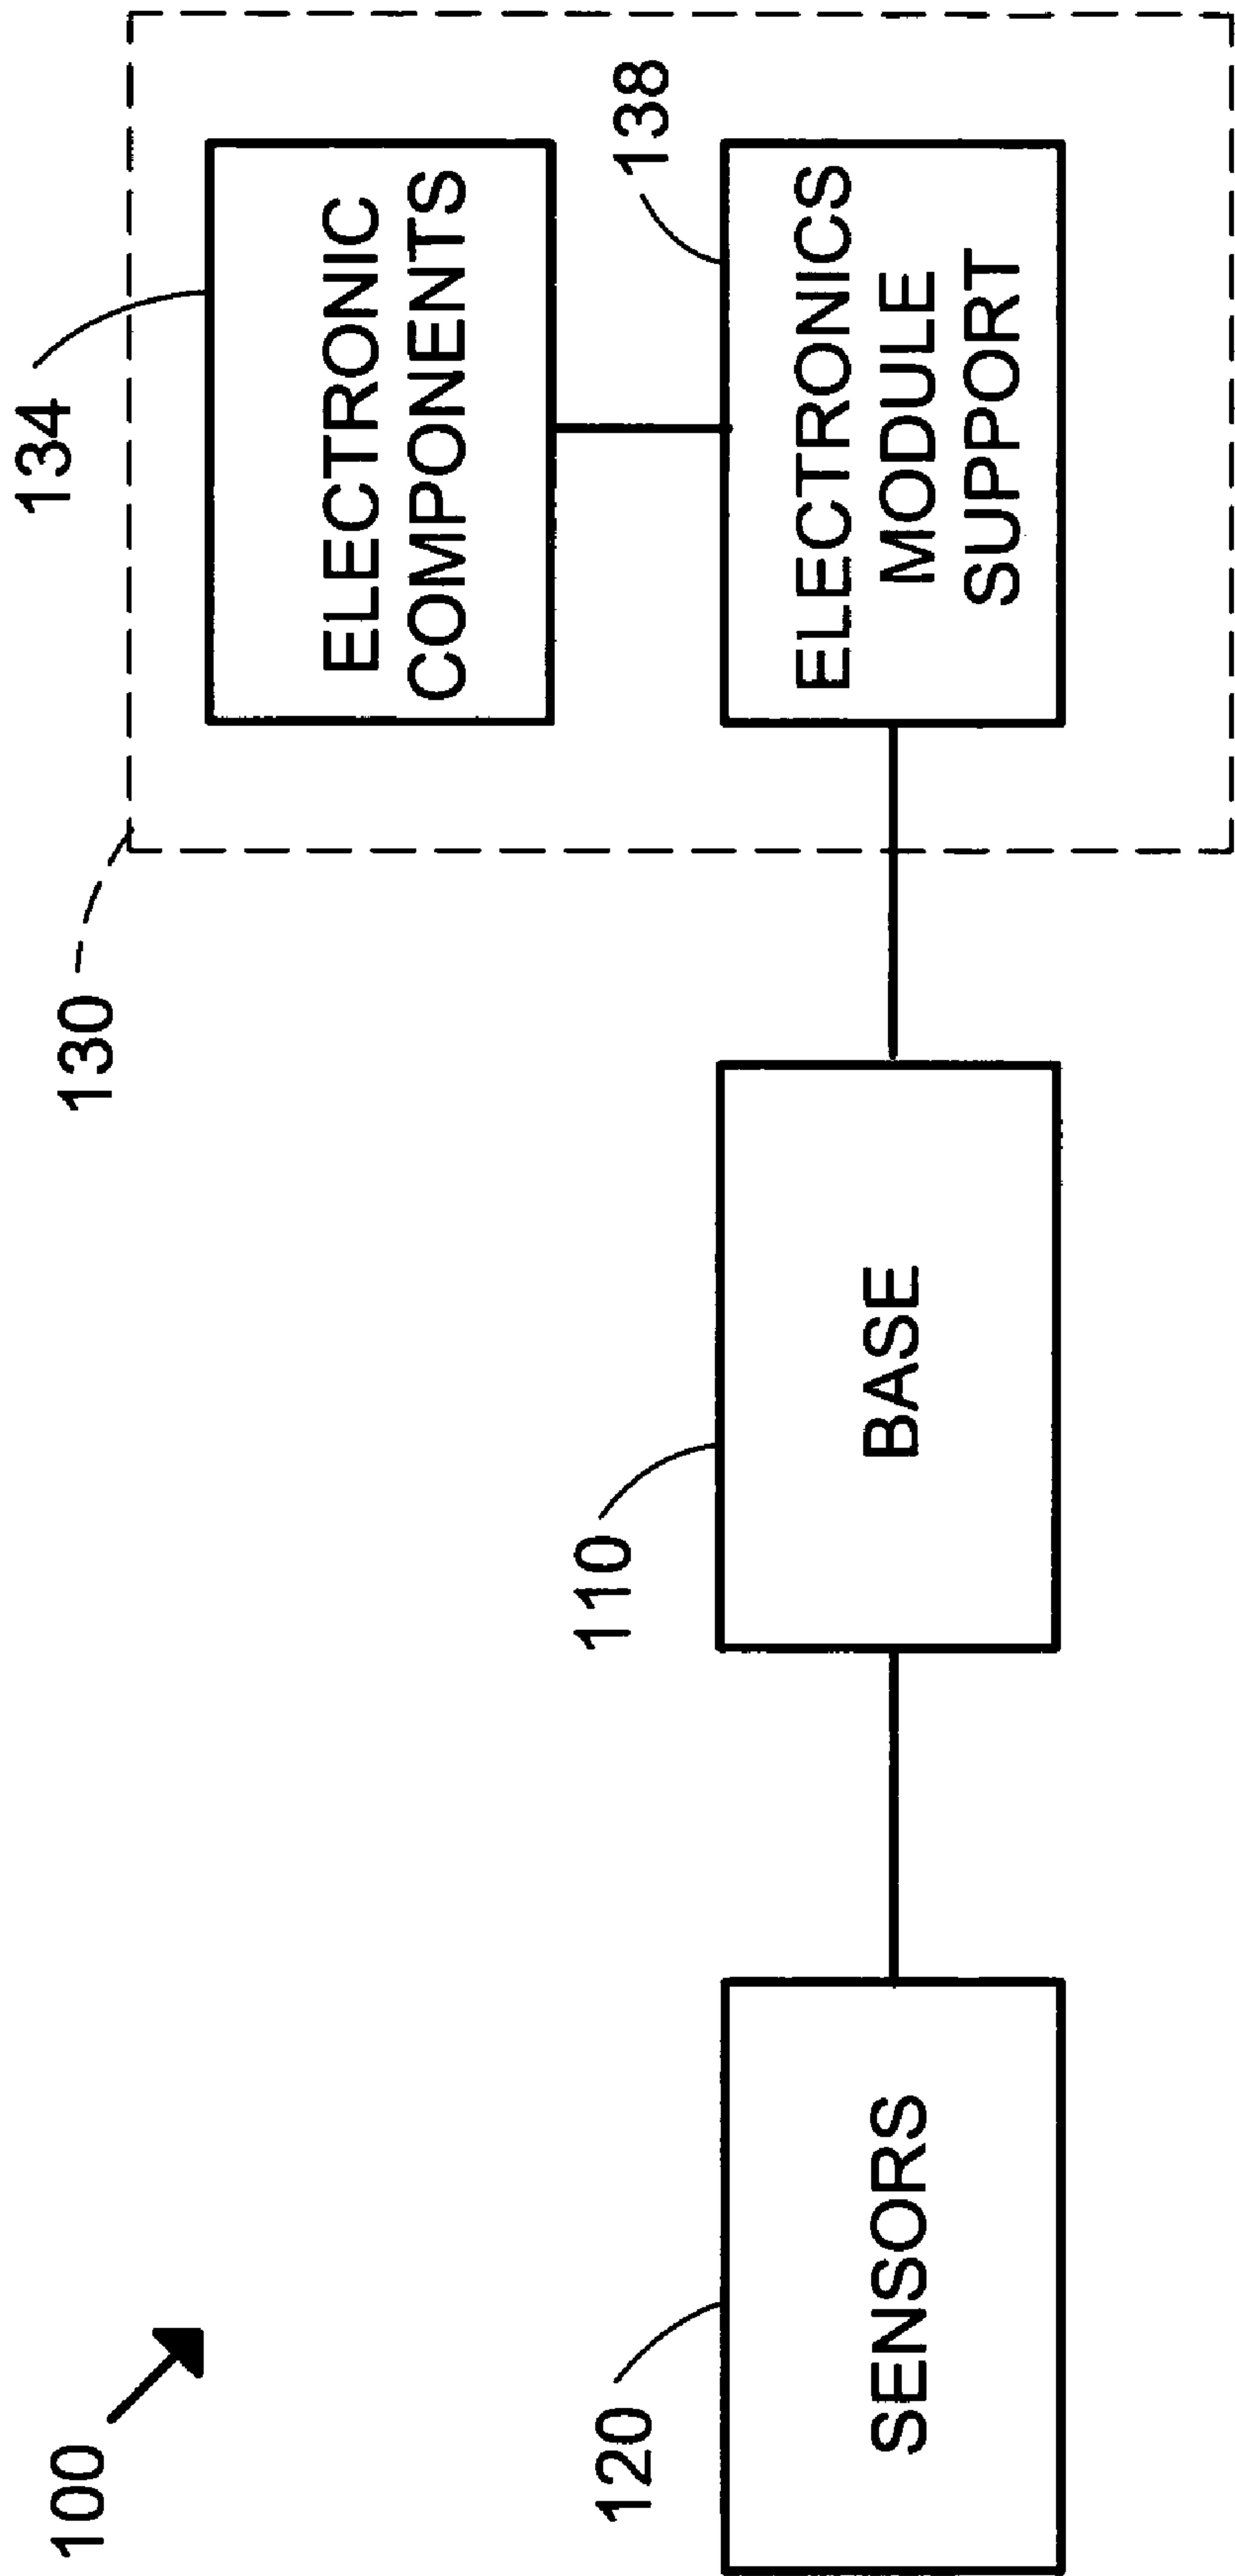 100
120
SENSORS
110
BASE
130
134
ELECTRONIC
COMPONENTS
138
ELECTRONICS
MODULE
SUPPORT